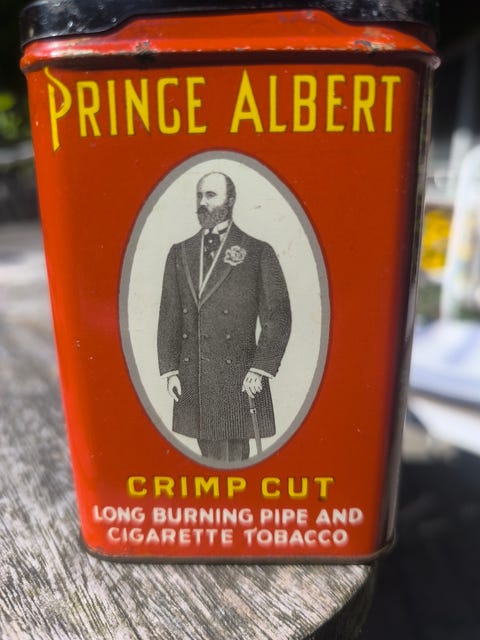 PRINCE ALBERT
CRIMP CUT
LONG BURNING PIPE AND
CIGARETTE TOBACCO